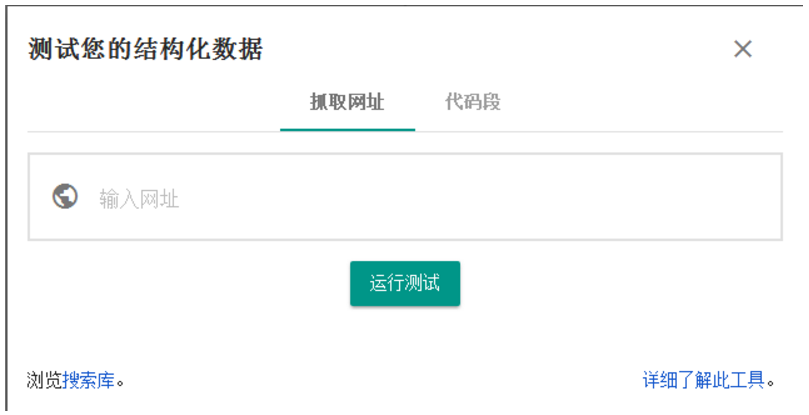 测试您的结构化数据
抓取网址 代码段
输入网址
运行测试
浏览搜索库。 详细了解此工具。